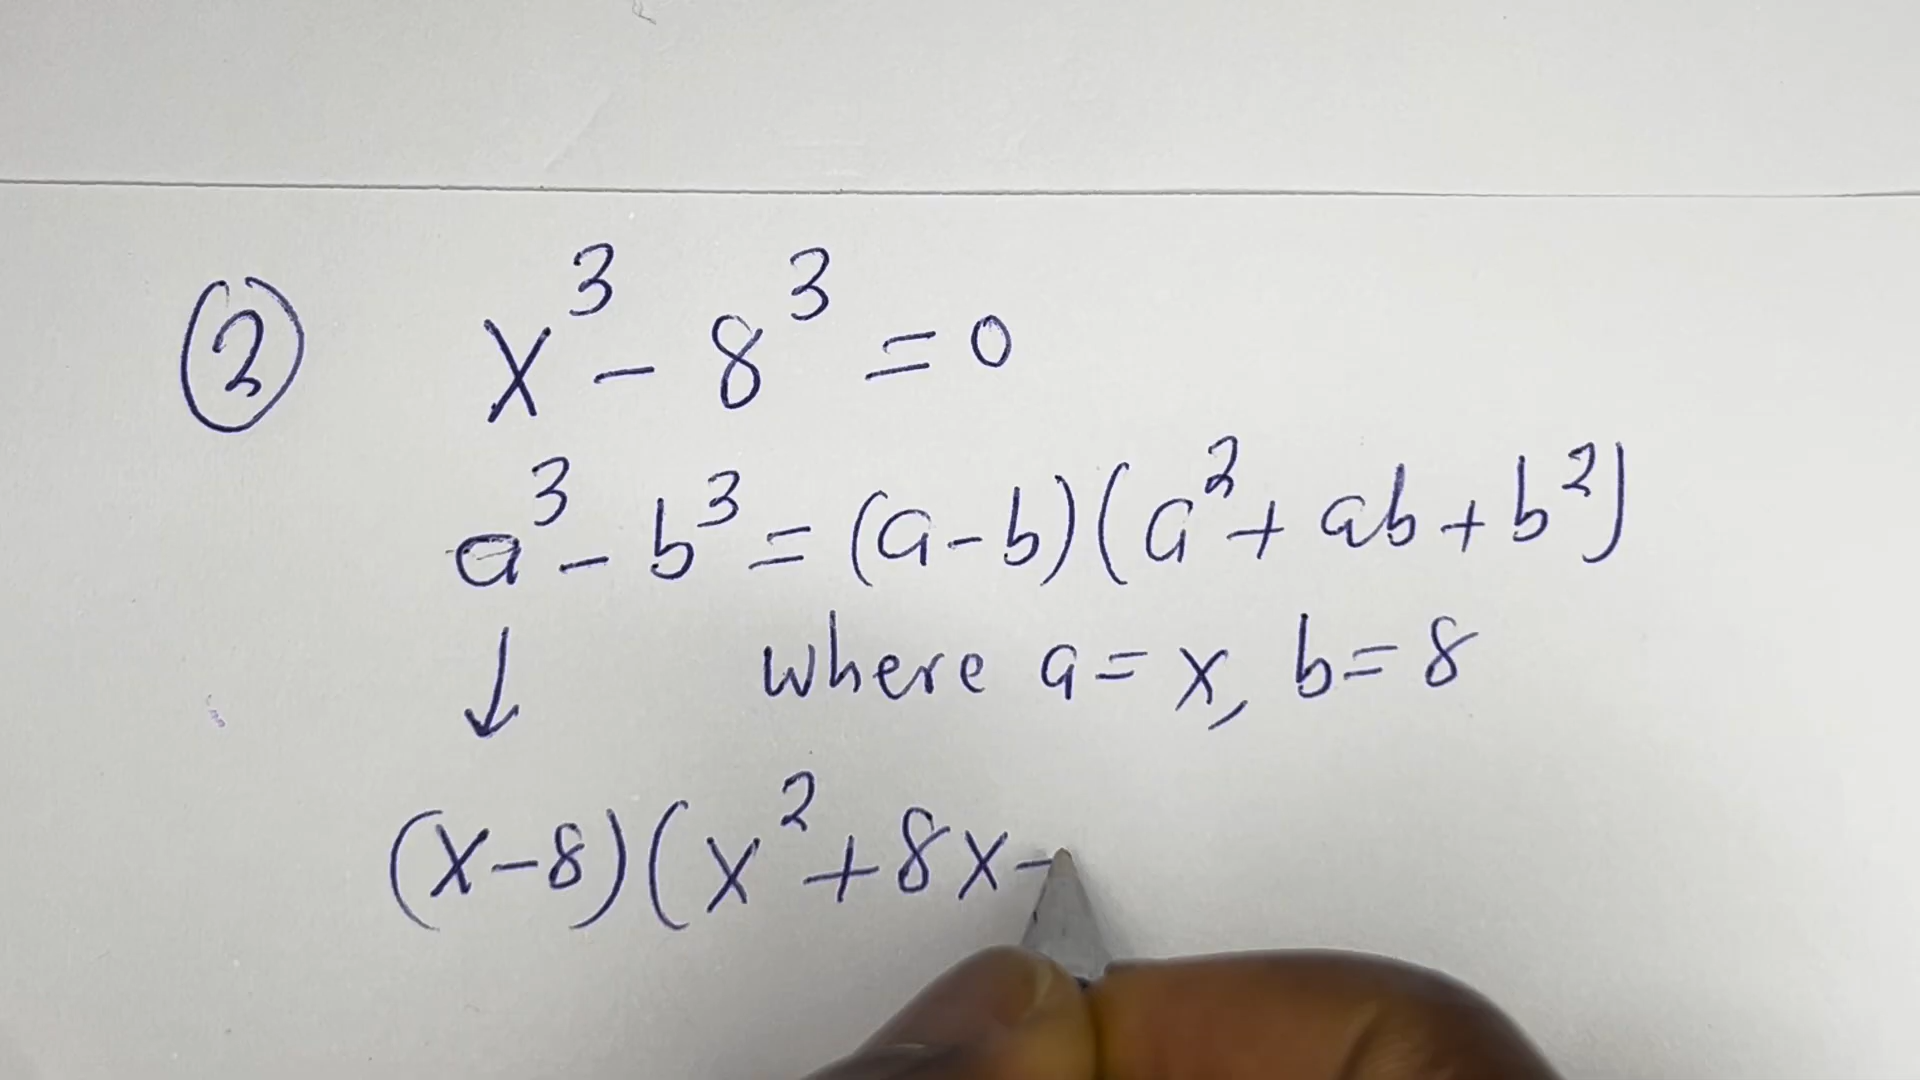 ② x³ - 8³ = 0
a³ - b³ = (a-b)(a² + ab + b²)
↓ where a = x, b = 8
(x-8)(x² + 8x -